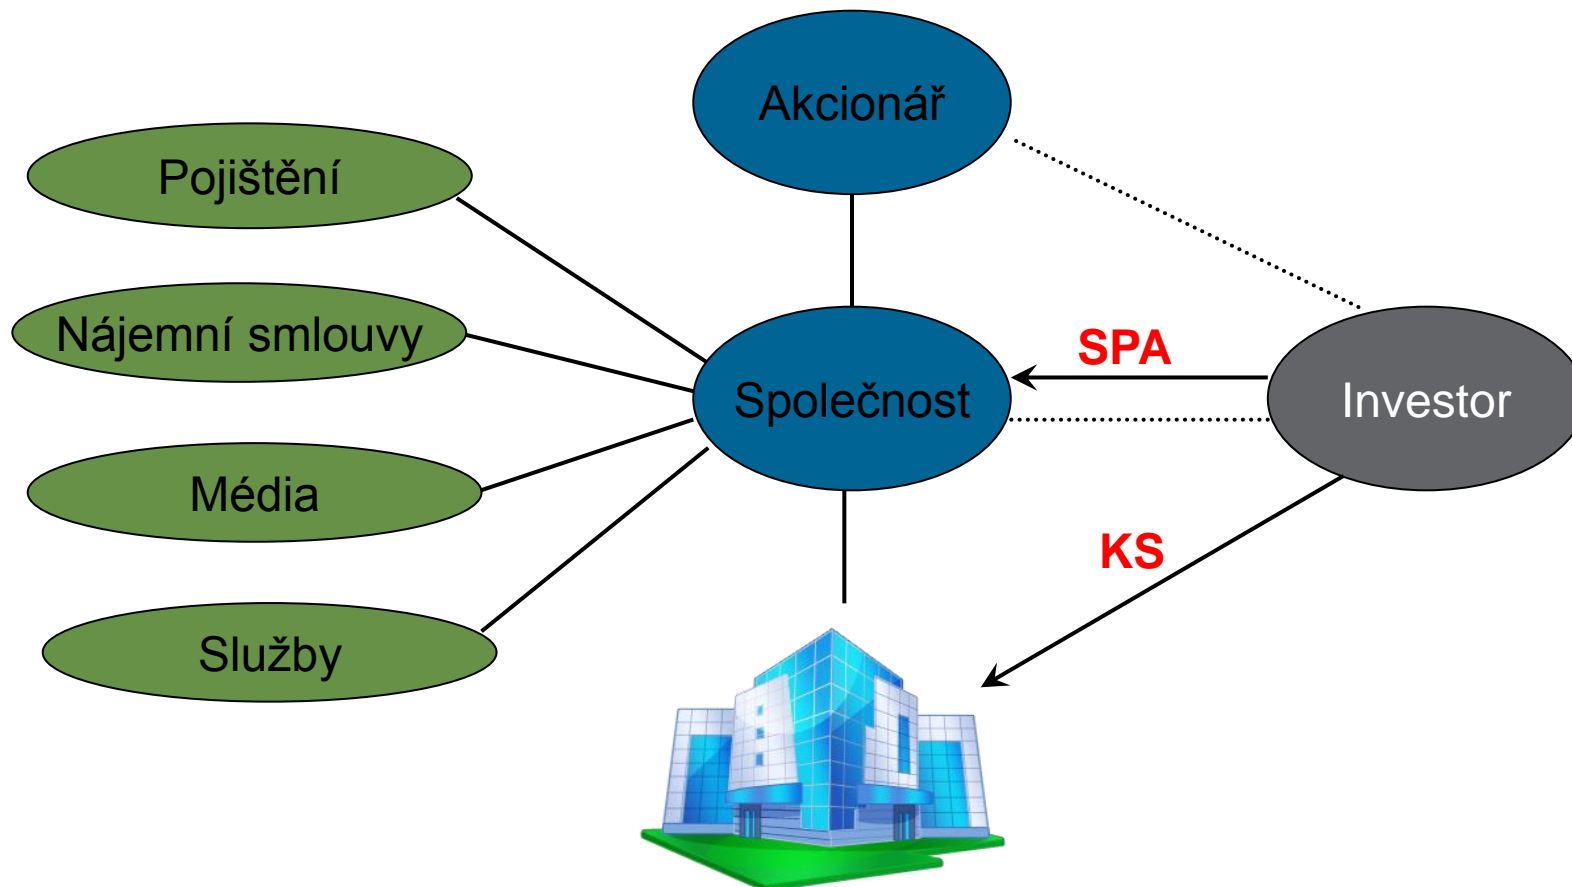 Akcionář
Pojištění
Nájemní smlouvy
SPA
Společnost
Investor
Média
KS
Služby